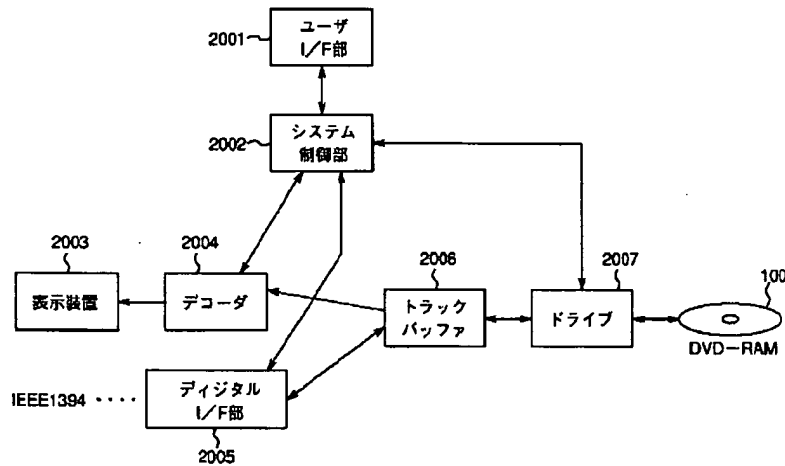 2001
ユーザ
I/F部
2002
システム
制御部
2003
表示装置
2004
デコーダ
2006
トラック
バッファ
2007
ドライブ
100
DVD-RAM
IEEE1394 ····
ディジタル
I/F部
2005